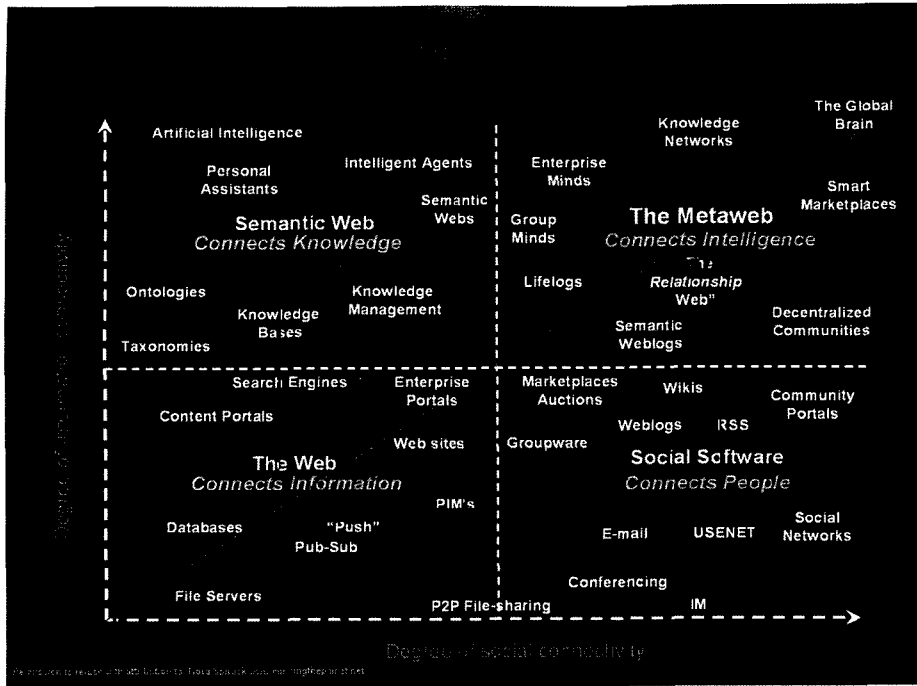 The Global
Brain
Knowledge
Networks
Artificial Intelligence
Intelligent Agents
Enterprise
Minds
Personal
Assistants
Smart
Marketplaces
Semantic
Webs
Semantic Web
Connects Knowledge
Group
Minds
The Metaweb
Connects Intelligence
The
Relationship
Web"
Lifelogs
Ontologies
Knowledge
Management
Knowledge
Bases
Decentralized
Communities
Semantic
Weblogs
Taxonomies
Search Engines
Enterprise
Portals
Marketplaces
Auctions
Wikis
Community
Portals
Content Portals
Weblogs
RSS
Web sites
Groupware
The Web
Connects Information
Social Software
Connects People
PIM's
Databases
"Push"
Pub-Sub
E-mail
USENET
Social
Networks
Conferencing
File Servers
P2P File-sharing
IM
Degree of social connectivity
Degree of connectivity